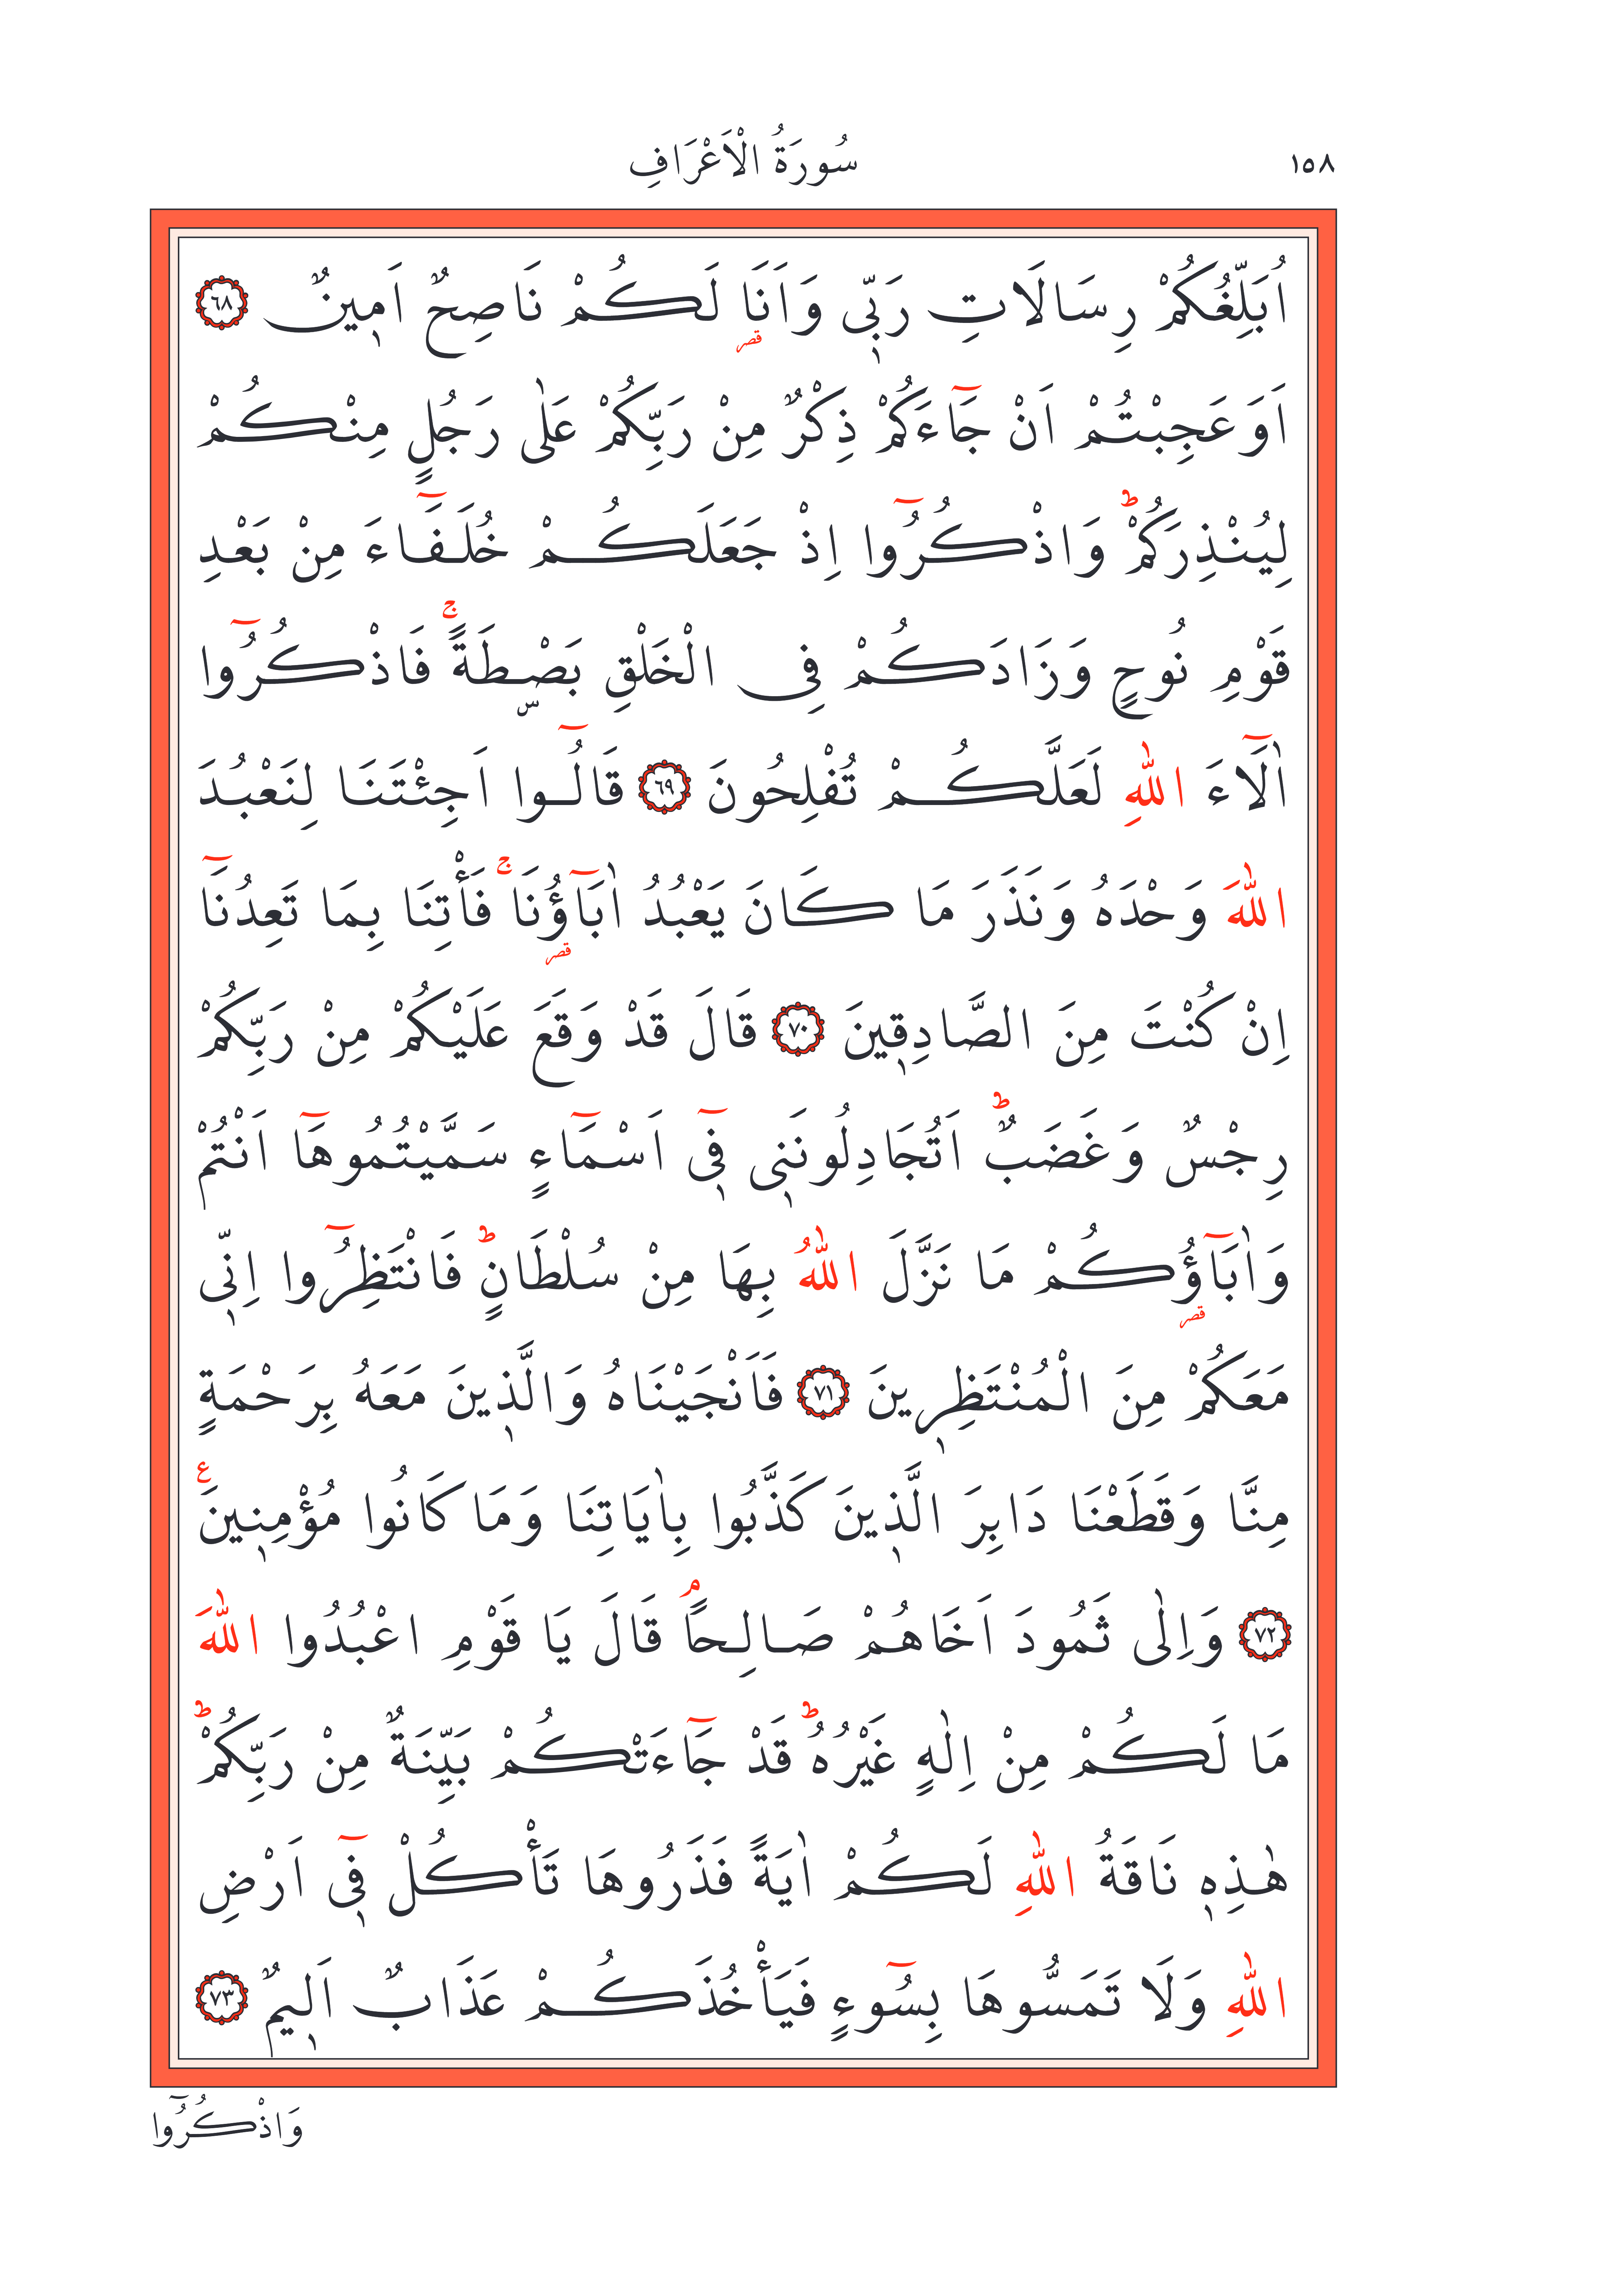 ١٥٨
سُورَةُ الْاَعْرَافِ
اُبَلِّغُكُمْ رِسَالَاتِ رَبّ۪ى وَاَنَا۬ لَكُمْ نَاصِحٌ اَم۪ينٌ ﴿٦٨﴾
قصر
اَوَعَجِبْتُمْ اَنْ جَٓاءَكُمْ ذِكْرٌ مِنْ رَبِّكُمْ عَلٰى رَجُلٍ مِنْكُمْ
لِيُنْذِرَكُمْۜ وَاذْكُرُٓوا اِذْ جَعَلَكُمْ خُلَفَٓاءَ مِنْ بَعْدِ
قَوْمِ نُوحٍ وَزَادَكُمْ فِى الْخَلْقِ بَصْۣطَةًۚ فَاذْكُرُٓوا
اٰلَٓاءَ اللّٰهِ لَعَلَّكُمْ تُفْلِحُونَ ﴿٦٩﴾ قَالُٓوا اَجِئْتَنَا لِنَعْبُدَ
اللّٰهَ وَحْدَهُ وَنَذَرَ مَا كَانَ يَعْبُدُ اٰبَٓاؤُ۬نَاۚ فَأْتِنَا بِمَا تَعِدُنَٓا
قصر
اِنْ كُنْتَ مِنَ الصَّادِق۪ينَ ﴿٧٠﴾ قَالَ قَدْ وَقَعَ عَلَيْكُمْ مِنْ رَبِّكُمْ
رِجْسٌ وَغَضَبٌۜ اَتُجَادِلُونَن۪ى ف۪ٓى اَسْمَٓاءٍ سَمَّيْتُمُوهَٓا اَنْتُمْ
وَاٰبَٓاؤُ۬كُمْ مَا نَزَّلَ اللّٰهُ بِهَا مِنْ سُلْطَانٍۜ فَانْتَظِرُٓوا اِنّ۪ى
قصر
مَعَكُمْ مِنَ الْمُنْتَظِر۪ينَ ﴿٧١﴾ فَاَنْجَيْنَاهُ وَالَّذ۪ينَ مَعَهُ بِرَحْمَةٍ
مِنَّا وَقَطَعْنَا دَابِرَ الَّذ۪ينَ كَذَّبُوا بِاٰيَاتِنَا وَمَا كَانُوا مُؤْمِن۪ينَ ع
﴿٧٢﴾ وَاِلٰى ثَمُودَ اَخَاهُمْ صَالِحًاۢ قَالَ يَا قَوْمِ اعْبُدُوا اللّٰهَ
مَا لَكُمْ مِنْ اِلٰهٍ غَيْرُهُۜ قَدْ جَٓاءَتْكُمْ بَيِّنَةٌ مِنْ رَبِّكُمْۜ
هٰذِه۪ نَاقَةُ اللّٰهِ لَكُمْ اٰيَةً فَذَرُوهَا تَأْكُلْ ف۪ٓى اَرْضِ
اللّٰهِ وَلَا تَمَسُّوهَا بِسُٓوءٍ فَيَأْخُذَكُمْ عَذَابٌ اَل۪يمٌ ﴿٧٣﴾
وَاذْكُرُٓوا